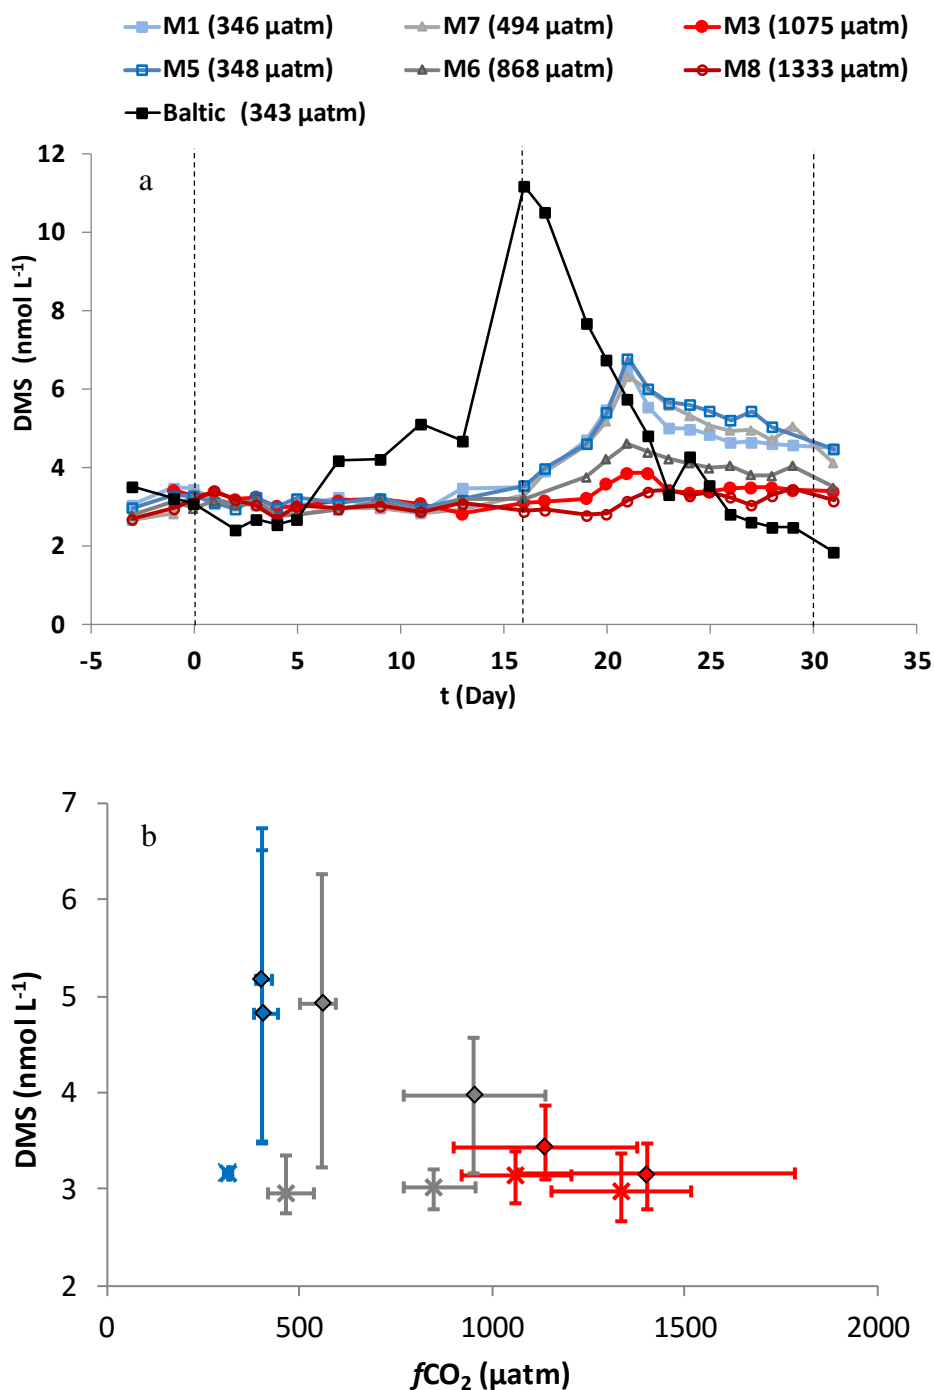 M1 (346 µatm) M7 (494 µatm) M3 (1075 µatm)
M5 (348 µatm) M6 (868 µatm) M8 (1333 µatm)
Baltic (343 µatm)
a
12
10
8
6
4
2
0
DMS (nmol L⁻¹)
-5 0 5 10 15 20 25 30 35
t (Day)
b
7
6
5
4
3
2
DMS (nmol L⁻¹)
0 500 1000 1500 2000
fCO₂ (µatm)